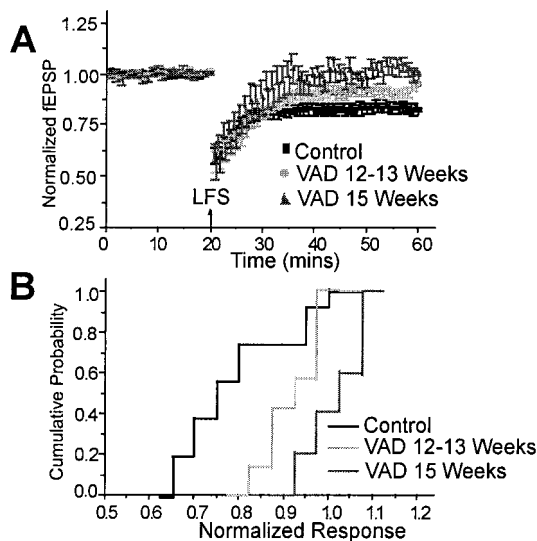 A
Normalized fEPSP
1.25
1.00
0.75
0.50
0.25
LFS
Control
VAD 12-13 Weeks
VAD 15 Weeks
0 10 20 30 40 50 60
Time (mins)
B
Cumulative Probability
1.0
0.8
0.6
0.4
0.2
0.0
Control
VAD 12-13 Weeks
VAD 15 Weeks
0.5 0.6 0.7 0.8 0.9 1.0 1.1 1.2
Normalized Response